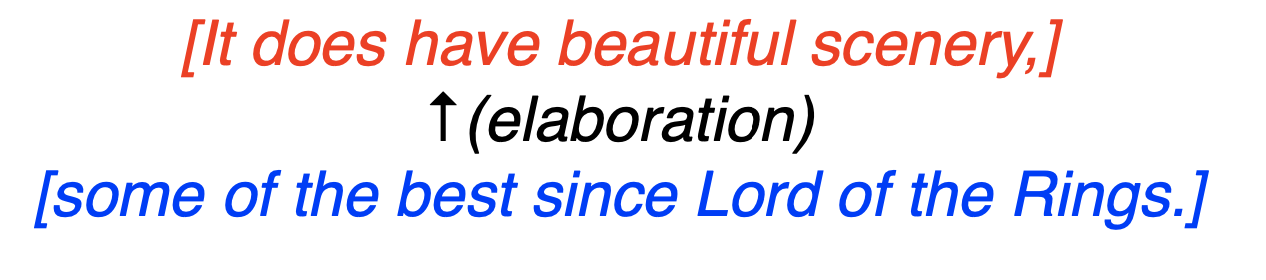 [It does have beautiful scenery,]
↑(elaboration)
[some of the best since Lord of the Rings.]